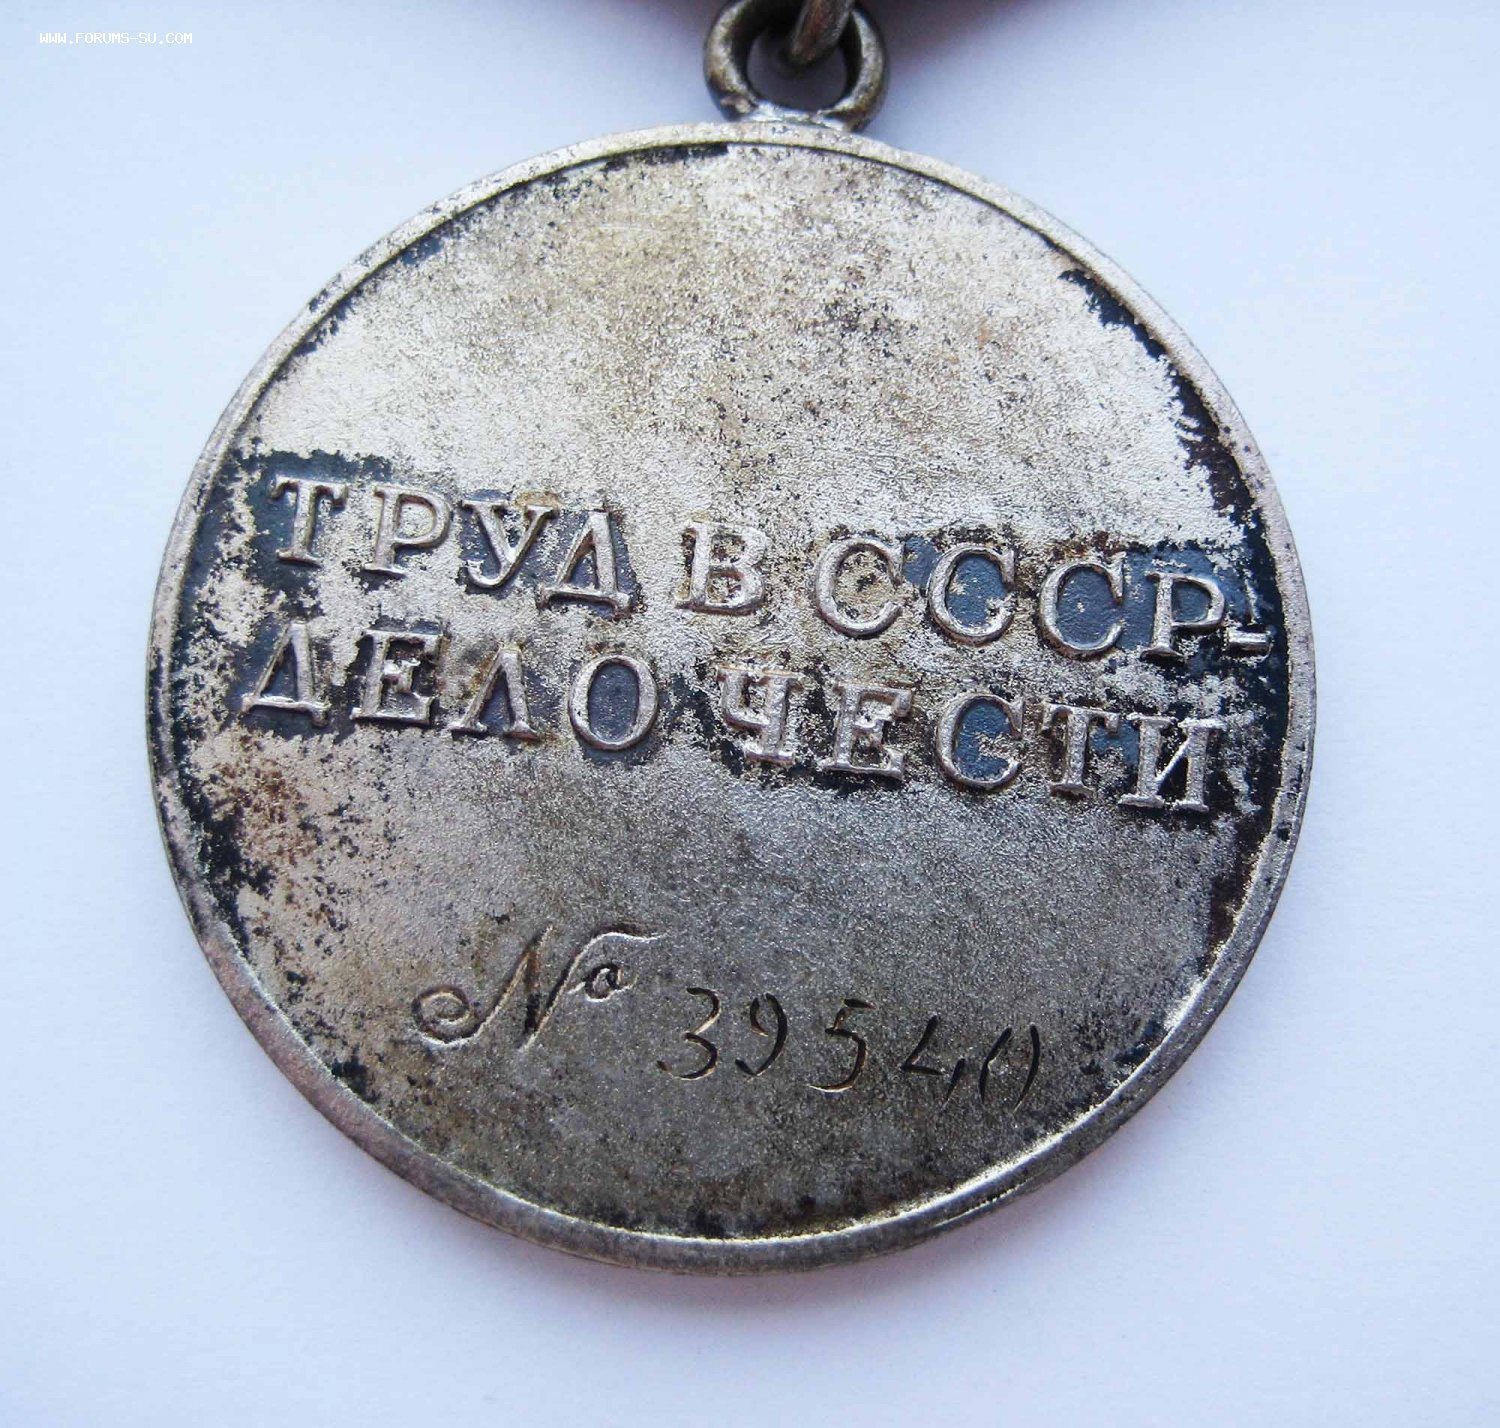 WWW.FORUMS-SU.COM
ТРУД В СССР-
ДЕЛО ЧЕСТИ
№ 39540